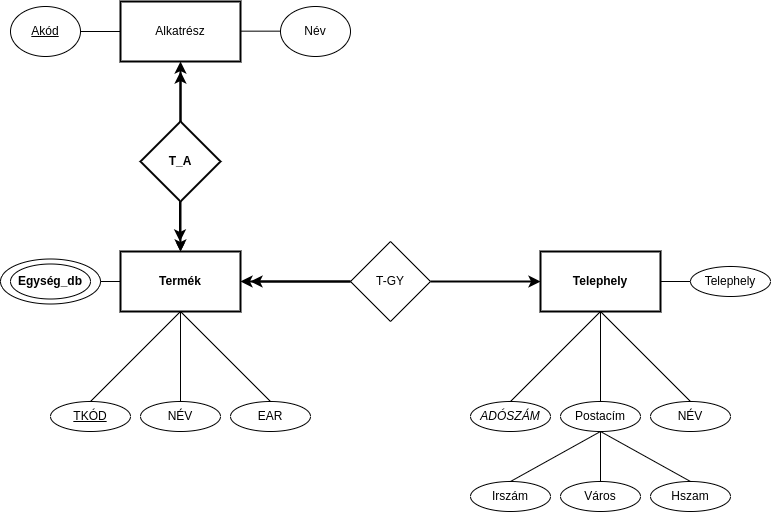 Akód
Alkatrész
Név
T_A
Egység_db
Termék
T-GY
Telephely
Telephely
TKÓD
NÉV
EAR
ADÓSZÁM
Postacím
NÉV
Irszám
Város
Hszam